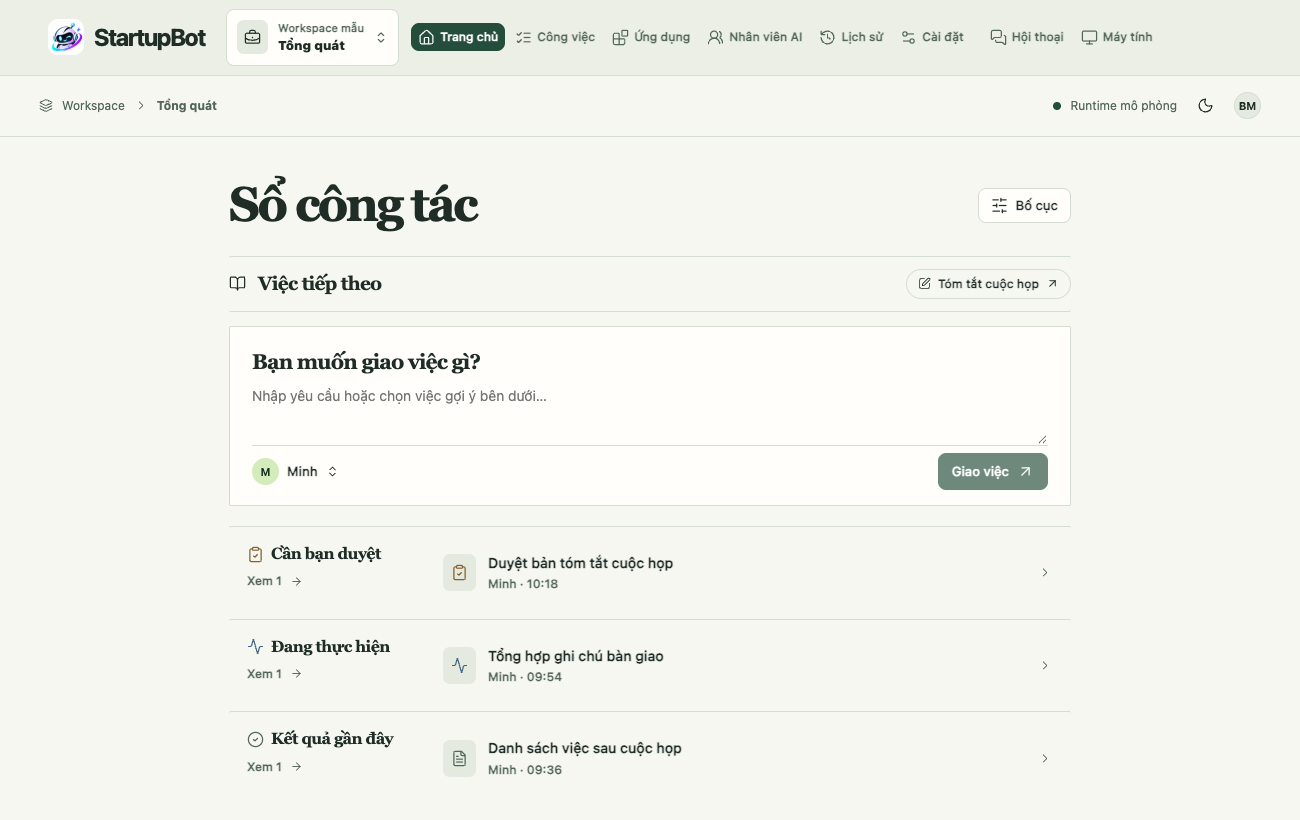 StartupBot
Workspace mẫu
Tổng quát
Trang chủ
Công việc
Ứng dụng
Nhân viên AI
Lịch sử
Cài đặt
Hội thoại
Máy tính
Workspace
Tổng quát
Runtime mô phỏng
BM
Sổ công tác
Bố cục
Việc tiếp theo
Tóm tắt cuộc họp
Bạn muốn giao việc gì?
Nhập yêu cầu hoặc chọn việc gợi ý bên dưới...
M
Minh
Giao việc
Cần bạn duyệt
Xem 1
Duyệt bản tóm tắt cuộc họp
Minh · 10:18
Đang thực hiện
Xem 1
Tổng hợp ghi chú bàn giao
Minh · 09:54
Kết quả gần đây
Xem 1
Danh sách việc sau cuộc họp
Minh · 09:36